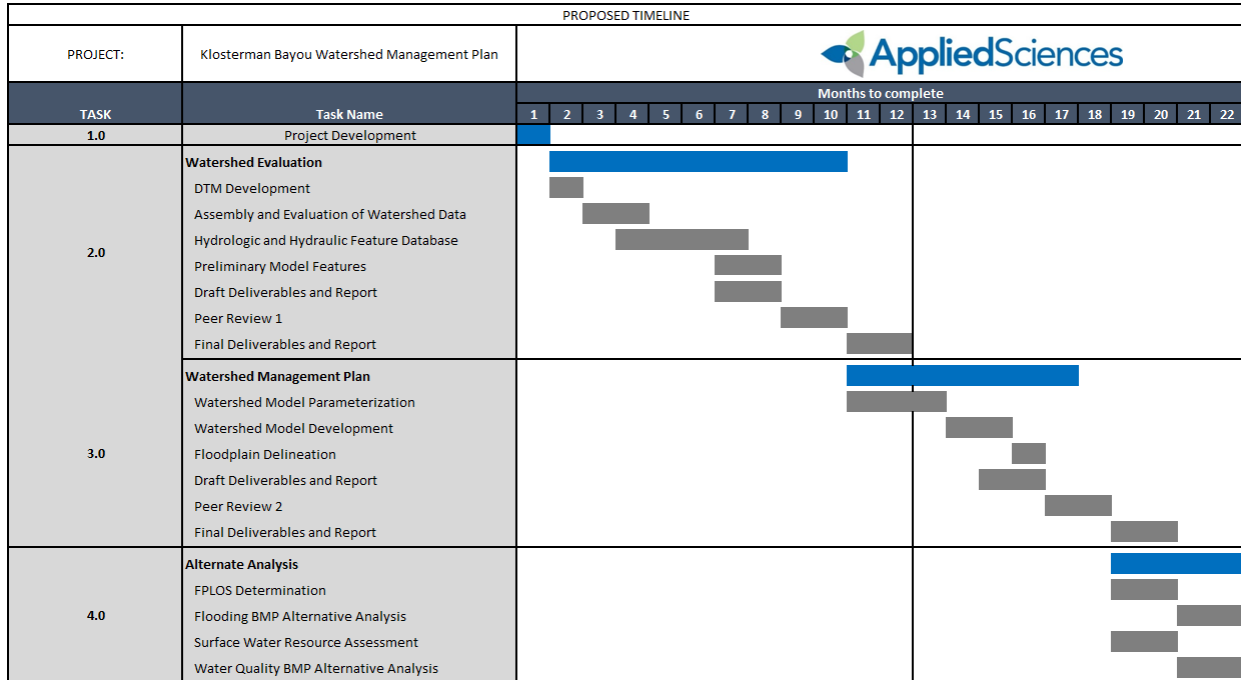 PROPOSED TIMELINE
PROJECT: Klosterman Bayou Watershed Management Plan
AppliedSciences
Months to complete
TASK Task Name 1 2 3 4 5 6 7 8 9 10 11 12 13 14 15 16 17 18 19 20 21 22
1.0 Project Development
Watershed Evaluation
DTM Development
Assembly and Evaluation of Watershed Data
2.0
Hydrologic and Hydraulic Feature Database
Preliminary Model Features
Draft Deliverables and Report
Peer Review 1
Final Deliverables and Report
Watershed Management Plan
Watershed Model Parameterization
Watershed Model Development
3.0 Floodplain Delineation
Draft Deliverables and Report
Peer Review 2
Final Deliverables and Report
Alternate Analysis
FPLOS Determination
4.0 Flooding BMP Alternative Analysis
Surface Water Resource Assessment
Water Quality BMP Alternative Analysis